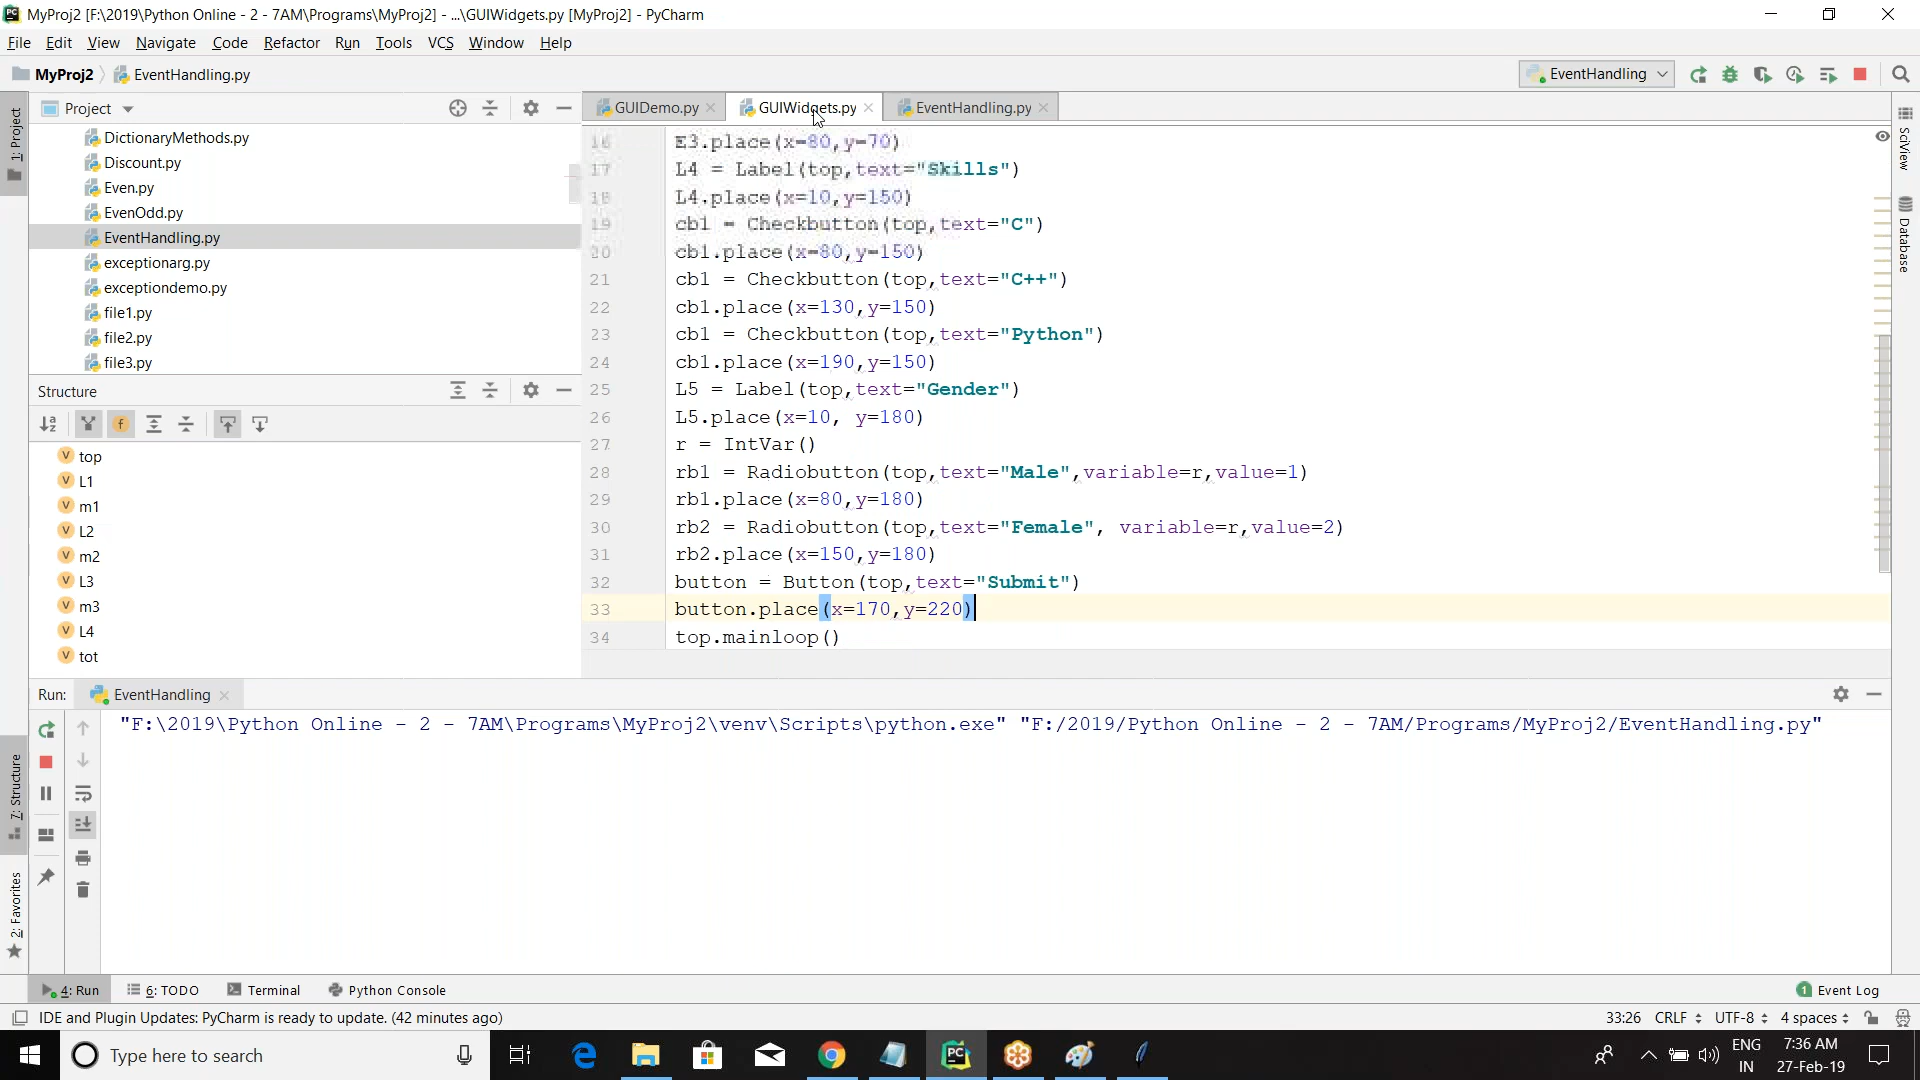 MyProj2 [F:\2019\Python Online - 2 - 7AM\Programs\MyProj2] - ...\GUIWidgets.py [MyProj2] - PyCharm
File Edit View Navigate Code Refactor Run Tools VCS Window Help
MyProj2 EventHandling.py
EventHandling
1: Project
Project
DictionaryMethods.py
Discount.py
Even.py
EvenOdd.py
EventHandling.py
exceptionarg.py
exceptiondemo.py
file1.py
file2.py
file3.py
Structure
top
L1
m1
L2
m2
L3
m3
L4
tot
GUIDemo.py GUIWidgets.py EventHandling.py
16 E3.place(x=80,y=70)
17 L4 = Label(top,text="Skills")
18 L4.place(x=10,y=150)
19 cb1 = Checkbutton(top,text="C")
20 cb1.place(x=80,y=150)
21 cb1 = Checkbutton(top,text="C++")
22 cb1.place(x=130,y=150)
23 cb1 = Checkbutton(top,text="Python")
24 cb1.place(x=190,y=150)
25 L5 = Label(top,text="Gender")
26 L5.place(x=10, y=180)
27 r = IntVar()
28 rb1 = Radiobutton(top,text="Male",variable=r,value=1)
29 rb1.place(x=80,y=180)
30 rb2 = Radiobutton(top,text="Female", variable=r,value=2)
31 rb2.place(x=150,y=180)
32 button = Button(top,text="Submit")
33 button.place(x=170,y=220)
34 top.mainloop()
SciView
Database
7: Structure
2: Favorites
Run: EventHandling
"F:\2019\Python Online - 2 - 7AM\Programs\MyProj2\venv\Scripts\python.exe" "F:/2019/Python Online - 2 - 7AM/Programs/MyProj2/EventHandling.py"
4: Run 6: TODO Terminal Python Console 1 Event Log
IDE and Plugin Updates: PyCharm is ready to update. (42 minutes ago) 33:26 CRLF UTF-8 4 spaces
Type here to search
ENG
IN
7:36 AM
27-Feb-19